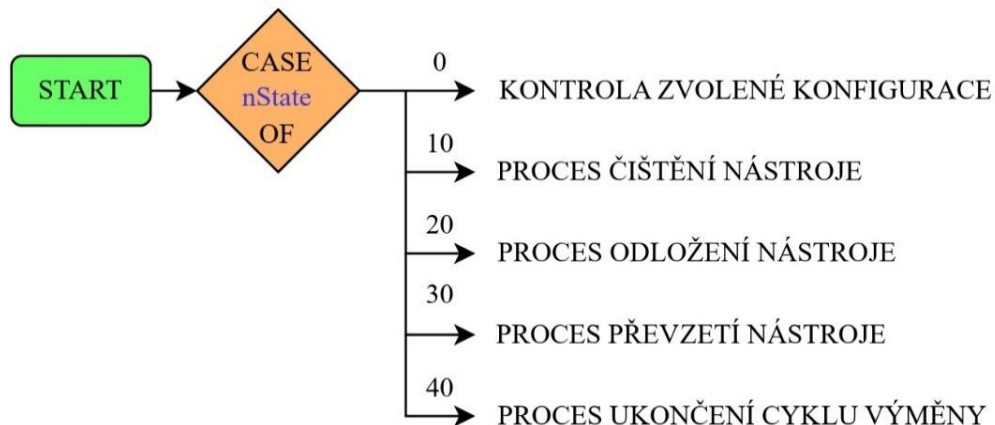 START
CASE
nState
OF
0
KONTROLA ZVOLENÉ KONFIGURACE
10
PROCES ČIŠTĚNÍ NÁSTROJE
20
PROCES ODLOŽENÍ NÁSTROJE
30
PROCES PŘEVZETÍ NÁSTROJE
40
PROCES UKONČENÍ CYKLU VÝMĚNY